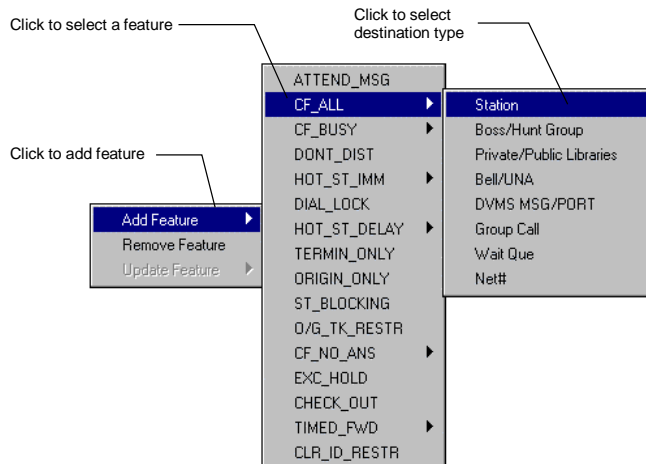 Click to select a feature
Click to select
destination type
Click to add feature
Add Feature
Remove Feature
Update Feature
ATTEND_MSG
CF_ALL
CF_BUSY
DONT_DIST
HOT_ST_IMM
DIAL_LOCK
HOT_ST_DELAY
TERMIN_ONLY
ORIGIN_ONLY
ST_BLOCKING
O/G_TK_RESTR
CF_NO_ANS
EXC_HOLD
CHECK_OUT
TIMED_FWD
CLR_ID_RESTR
Station
Boss/Hunt Group
Private/Public Libraries
Bell/UNA
DVMS MSG/PORT
Group Call
Wait Que
Net#